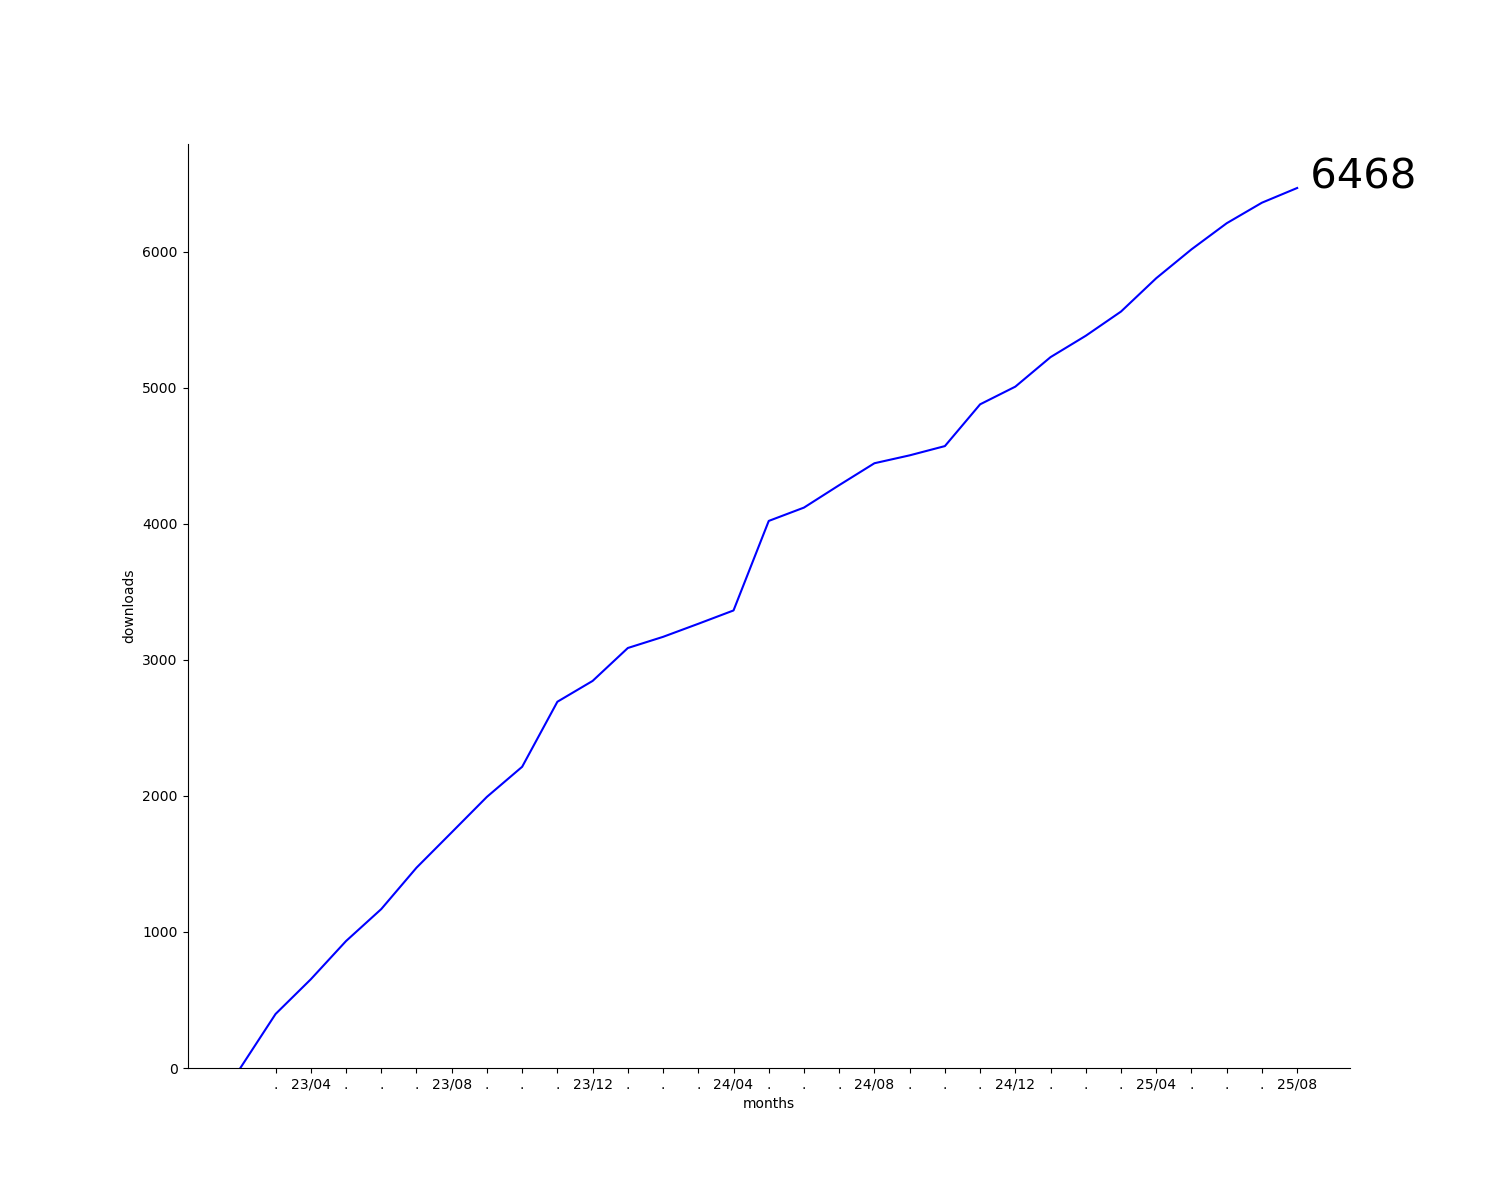 6468
6000
5000
4000
3000
2000
1000
0
downloads
. 23/04 . . . 23/08 . . . 23/12 . . . 24/04 . . . 24/08 . . . 24/12 . . . 25/04 . . . 25/08
months